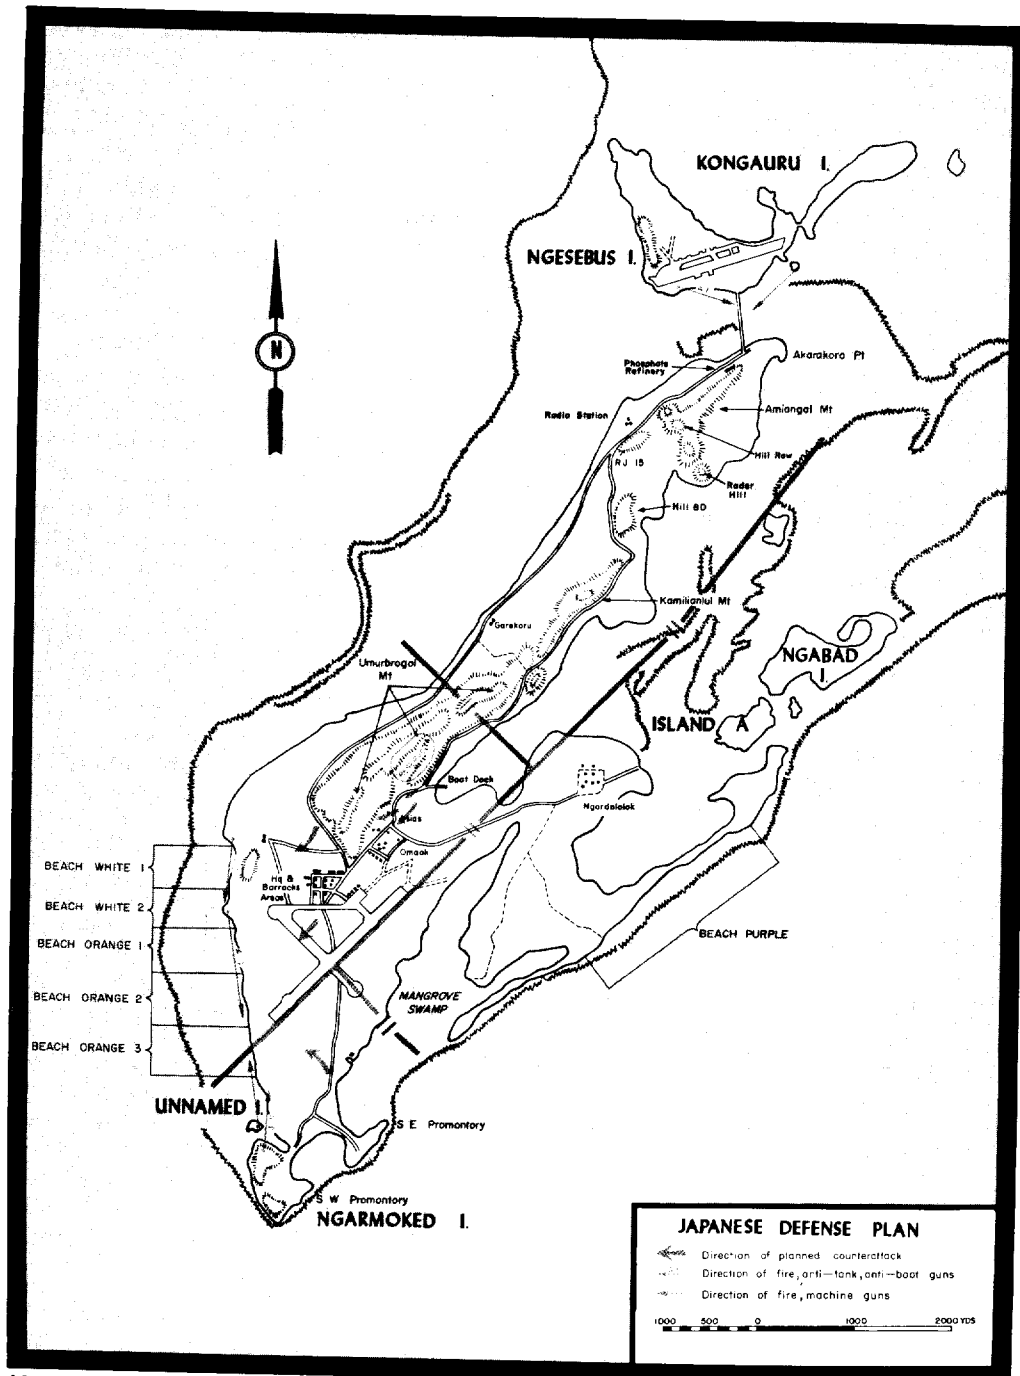 KONGAURU I.
NGESEBUS I.
N
Akarakoro Pt
Phosphate
Refinery
Amiangal Mt
Radio Station
Hill Row
RJ 15
Radar
Hill
Hill 80
Kamilianlul Mt
Garekoru
NGABAD
I.
Umurbrogol
Mt
ISLAND A
Boat Dock
Ngardololok
Asias
Omaok
BEACH WHITE 1
Hq &
Barracks
Areas
BEACH WHITE 2
BEACH PURPLE
BEACH ORANGE 1
BEACH ORANGE 2
MANGROVE
SWAMP
BEACH ORANGE 3
UNNAMED I.
S E Promontory
S W Promontory
NGARMOKED I.
JAPANESE DEFENSE PLAN
Direction of planned counterattack
Direction of fire, anti-tank, anti-boat guns
Direction of fire, machine guns
1000 500 0 1000 2000 YDS